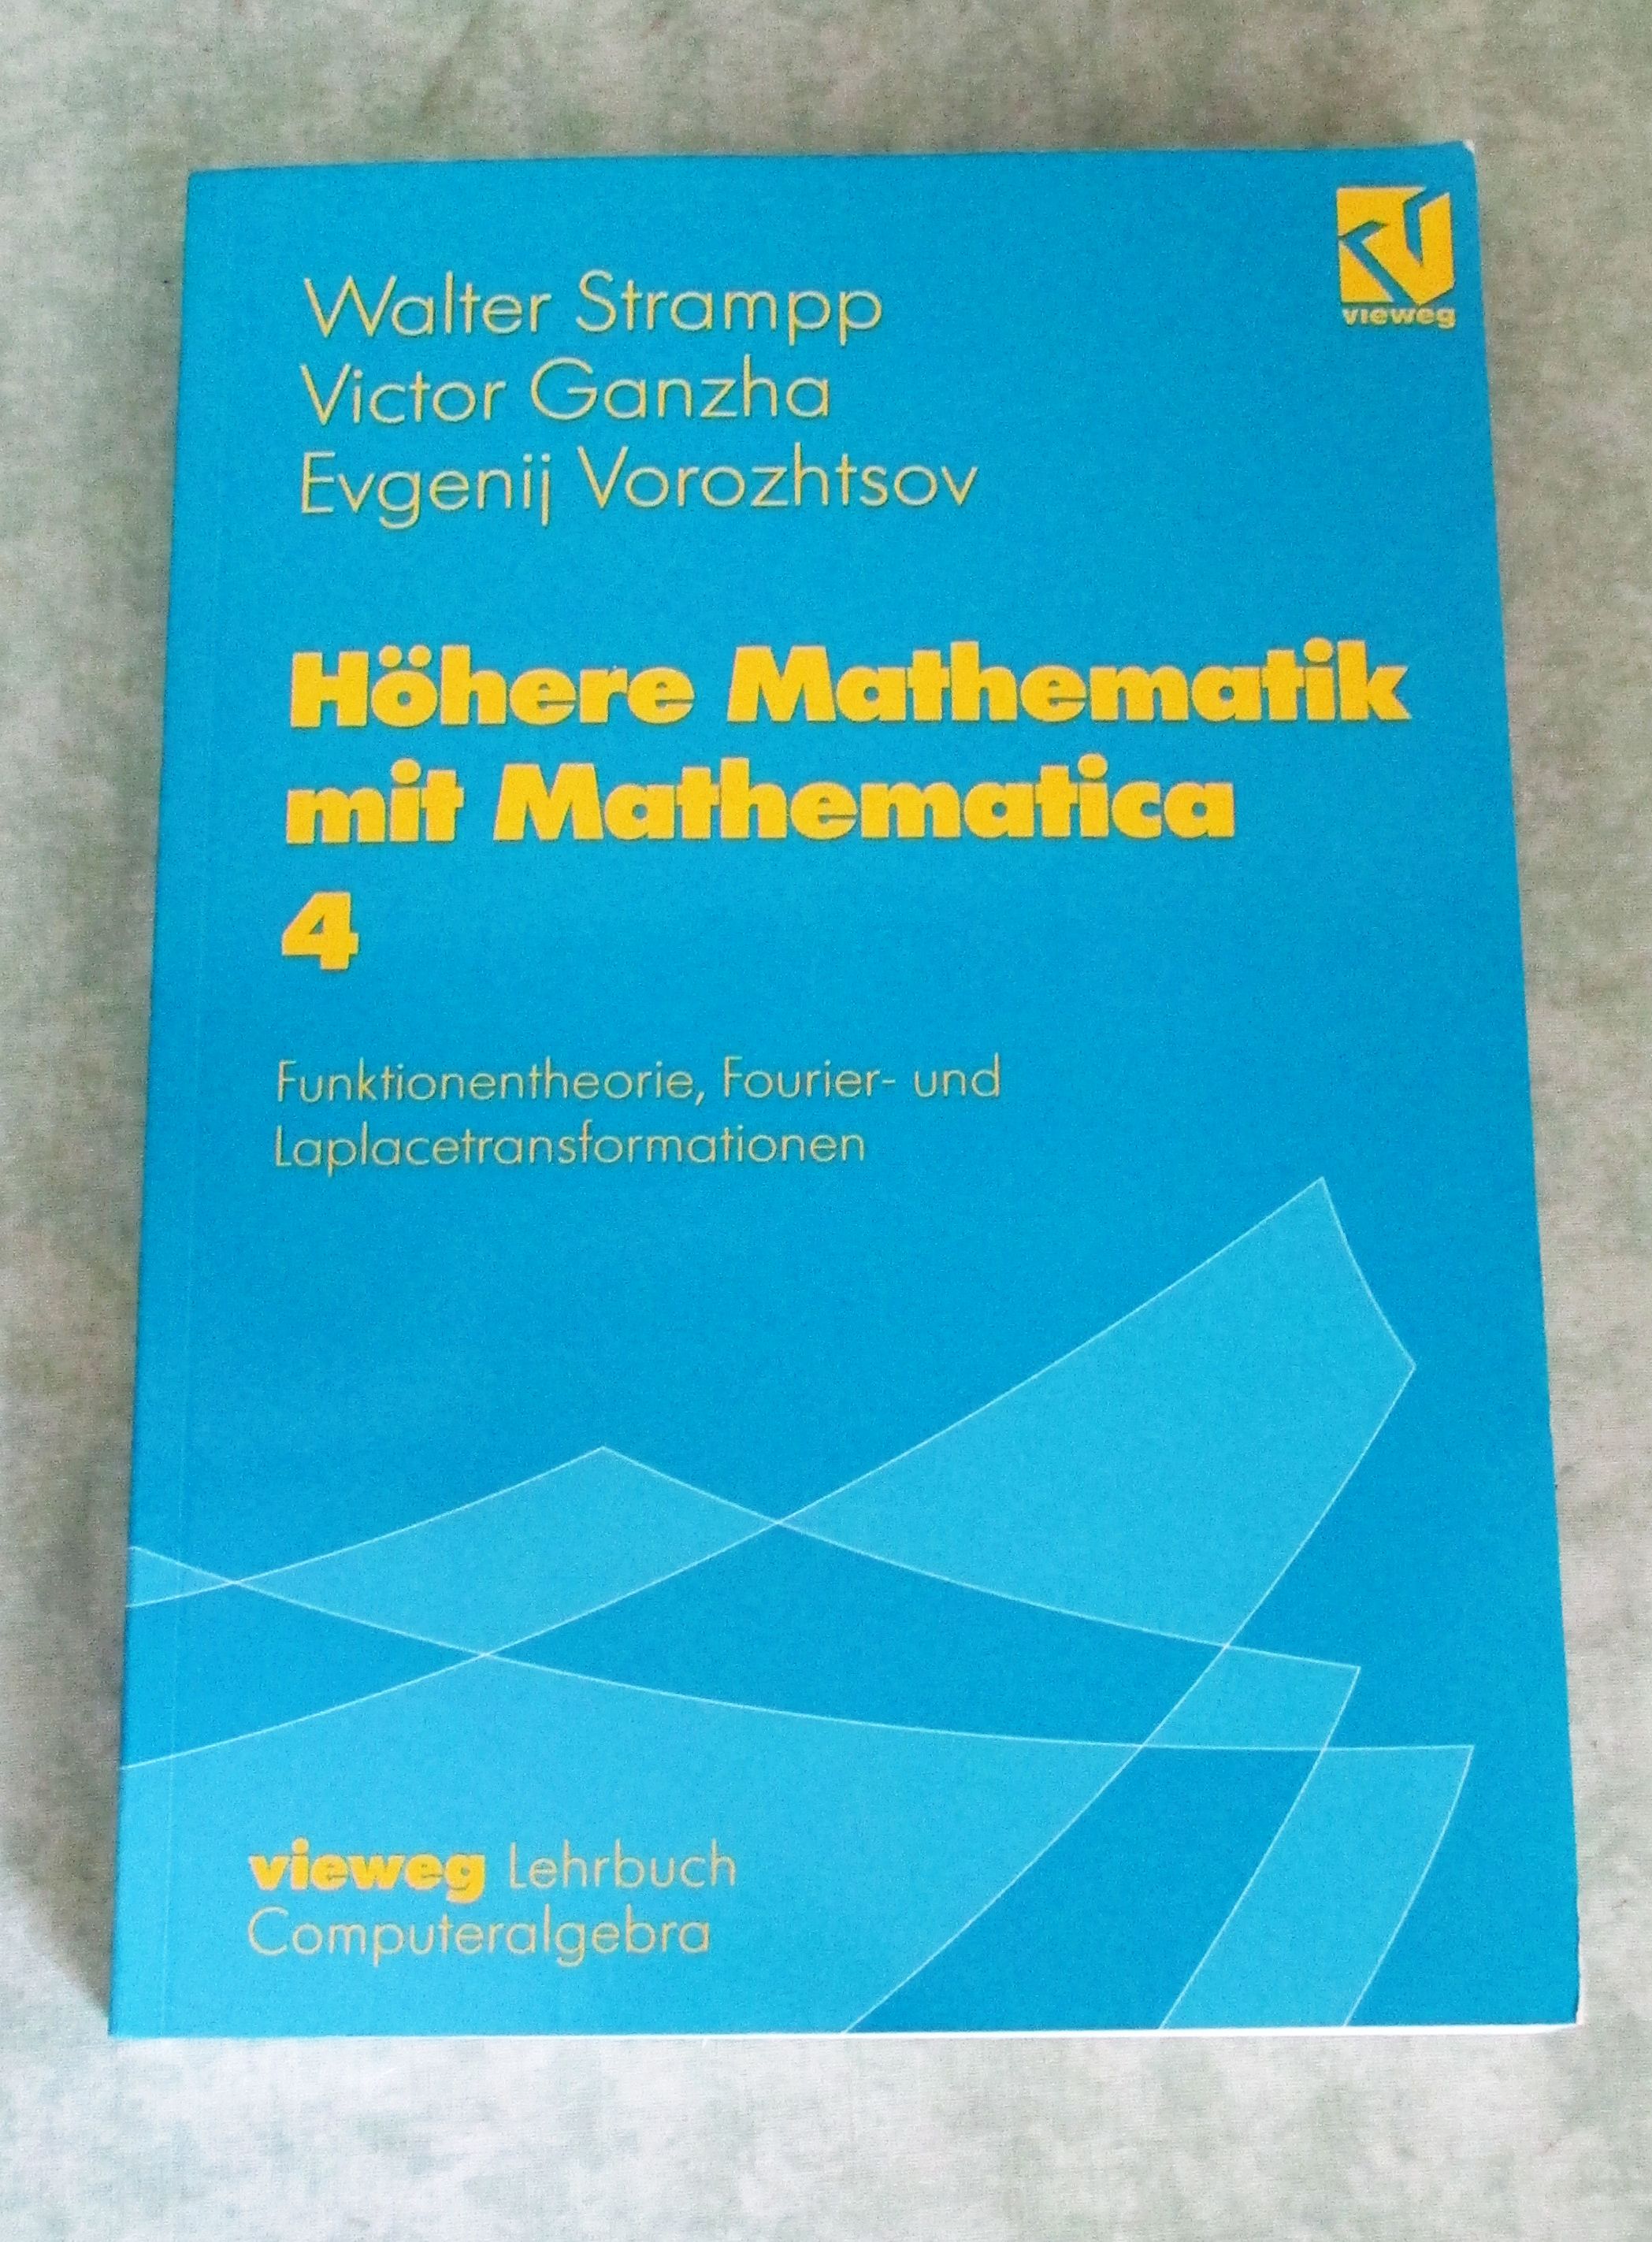 vieweg
Walter Strampp
Victor Ganzha
Evgenij Vorozhtsov
Höhere Mathematik
mit Mathematica
4
Funktionentheorie, Fourier- und
Laplacetransformationen
vieweg Lehrbuch
Computeralgebra